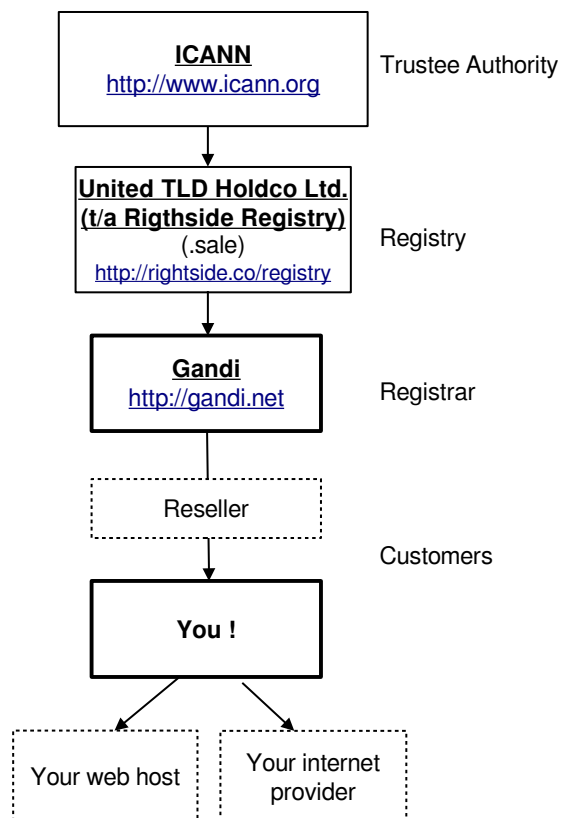 ICANN
http://www.icann.org
Trustee Authority
United TLD Holdco Ltd.
(t/a Rigthside Registry)
(.sale)
http://rightside.co/registry
Registry
Gandi
http://gandi.net
Registrar
Reseller
Customers
You !
Your web host
Your internet
provider